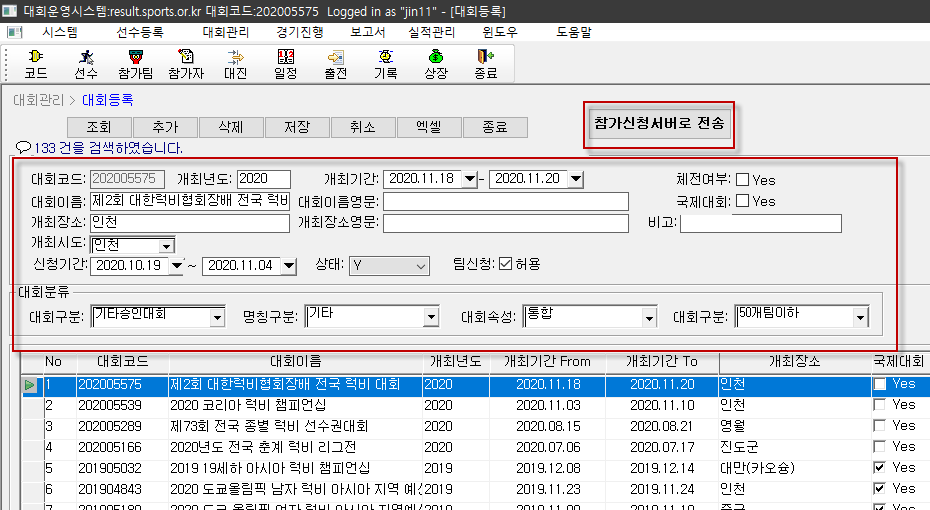 대회운영시스템:result.sports.or.kr 대회코드:202005575 Logged in as "jin11" - [대회등록]
시스템 선수등록 대회관리 경기진행 보고서 실적관리 윈도우 도움말
코드 선수 참가팀 참가자 대진 일정 출전 기록 상장 종료
대회관리 > 대회등록
조회 추가 삭제 저장 취소 엑셀 종료 참가신청서버로 전송
133 건을 검색하였습니다.
대회코드: 202005575 개최년도: 2020 개최기간: 2020.11.18 - 2020.11.20 체전여부: Yes
대회이름: 제2회 대한럭비협회장배 전국 럭비 대회이름영문: 국제대회: Yes
개최장소: 인천 개최장소영문: 비고:
개최시도: 인천
신청기간: 2020.10.19 ~ 2020.11.04 상태: Y 팀신청: 허용
대회분류
대회구분: 기타승인대회 명칭구분: 기타 대회속성: 통합 대회구분: 50개팀이하
No 대회코드 대회이름 개최년도 개최기간 From 개최기간 To 개최장소 국제대회
1 202005575 제2회 대한럭비협회장배 전국 럭비 대회 2020 2020.11.18 2020.11.20 인천 Yes
2 202005539 2020 코리아 럭비 챔피언십 2020 2020.11.03 2020.11.10 인천 Yes
3 202005289 제73회 전국 종별 럭비 선수권대회 2020 2020.08.15 2020.08.21 영월 Yes
4 202005166 2020년도 전국 춘계 럭비 리그전 2020 2020.07.06 2020.07.17 진도군 Yes
5 201905032 2019 19세하 아시아 럭비 챔피언십 2019 2019.12.08 2019.12.14 대만(카오슝) Yes
6 201904843 2020 도쿄올림픽 남자 럭비 아시아 지역 예 2019 2019.11.23 2019.11.24 인천 Yes